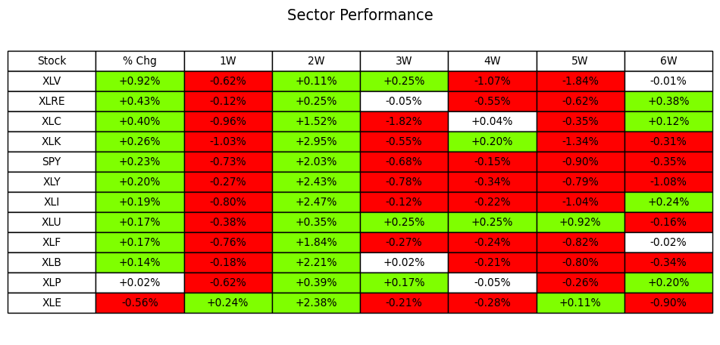 Sector Performance
Stock % Chg 1W 2W 3W 4W 5W 6W
XLV +0.92% -0.62% +0.11% +0.25% -1.07% -1.84% -0.01%
XLRE +0.43% -0.12% +0.25% -0.05% -0.55% -0.62% +0.38%
XLC +0.40% -0.96% +1.52% -1.82% +0.04% -0.35% +0.12%
XLK +0.26% -1.03% +2.95% -0.55% +0.20% -1.34% -0.31%
SPY +0.23% -0.73% +2.03% -0.68% -0.15% -0.90% -0.35%
XLY +0.20% -0.27% +2.43% -0.78% -0.34% -0.79% -1.08%
XLI +0.19% -0.80% +2.47% -0.12% -0.22% -1.04% +0.24%
XLU +0.17% -0.38% +0.35% +0.25% +0.25% +0.92% -0.16%
XLF +0.17% -0.76% +1.84% -0.27% -0.24% -0.82% -0.02%
XLB +0.14% -0.18% +2.21% +0.02% -0.21% -0.80% -0.34%
XLP +0.02% -0.62% +0.39% +0.17% -0.05% -0.26% +0.20%
XLE -0.56% +0.24% +2.38% -0.21% -0.28% +0.11% -0.90%